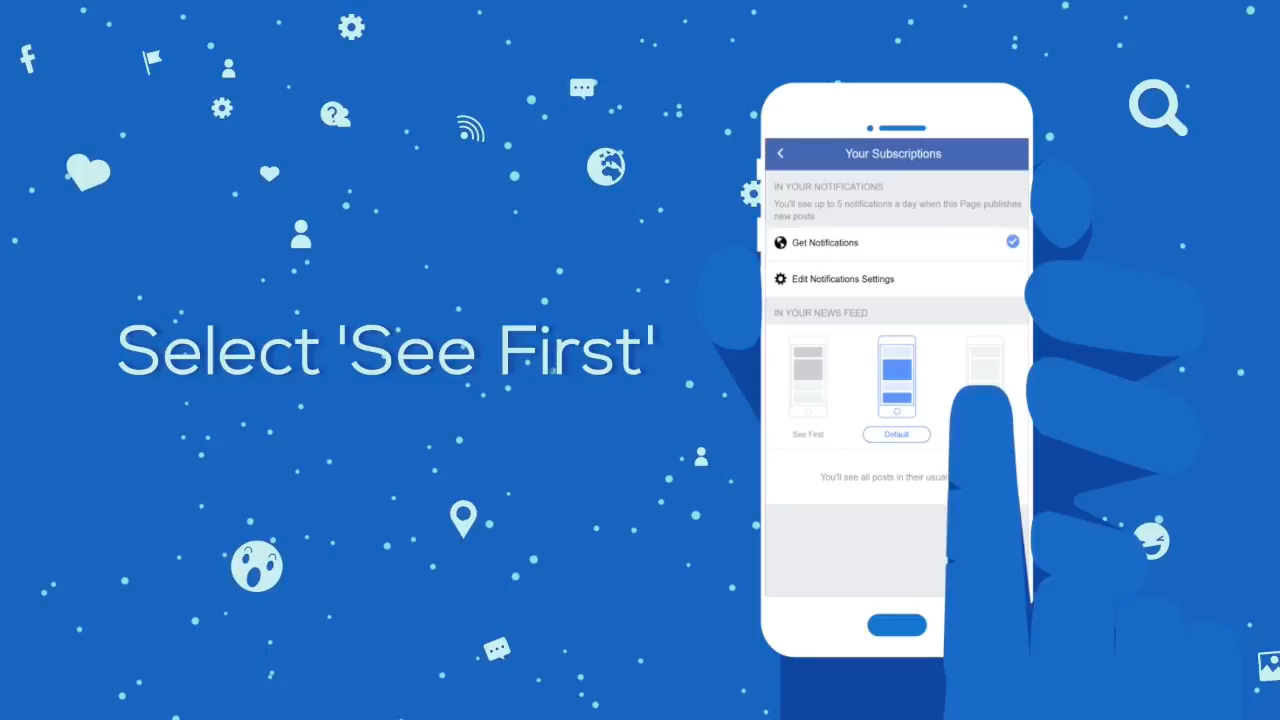 Select 'See First'
Your Subscriptions
IN YOUR NOTIFICATIONS
You'll see up to 5 notifications a day when this Page publishes
new posts
Get Notifications
Edit Notifications Settings
IN YOUR NEWS FEED
See First
Default
You'll see all posts in their usual